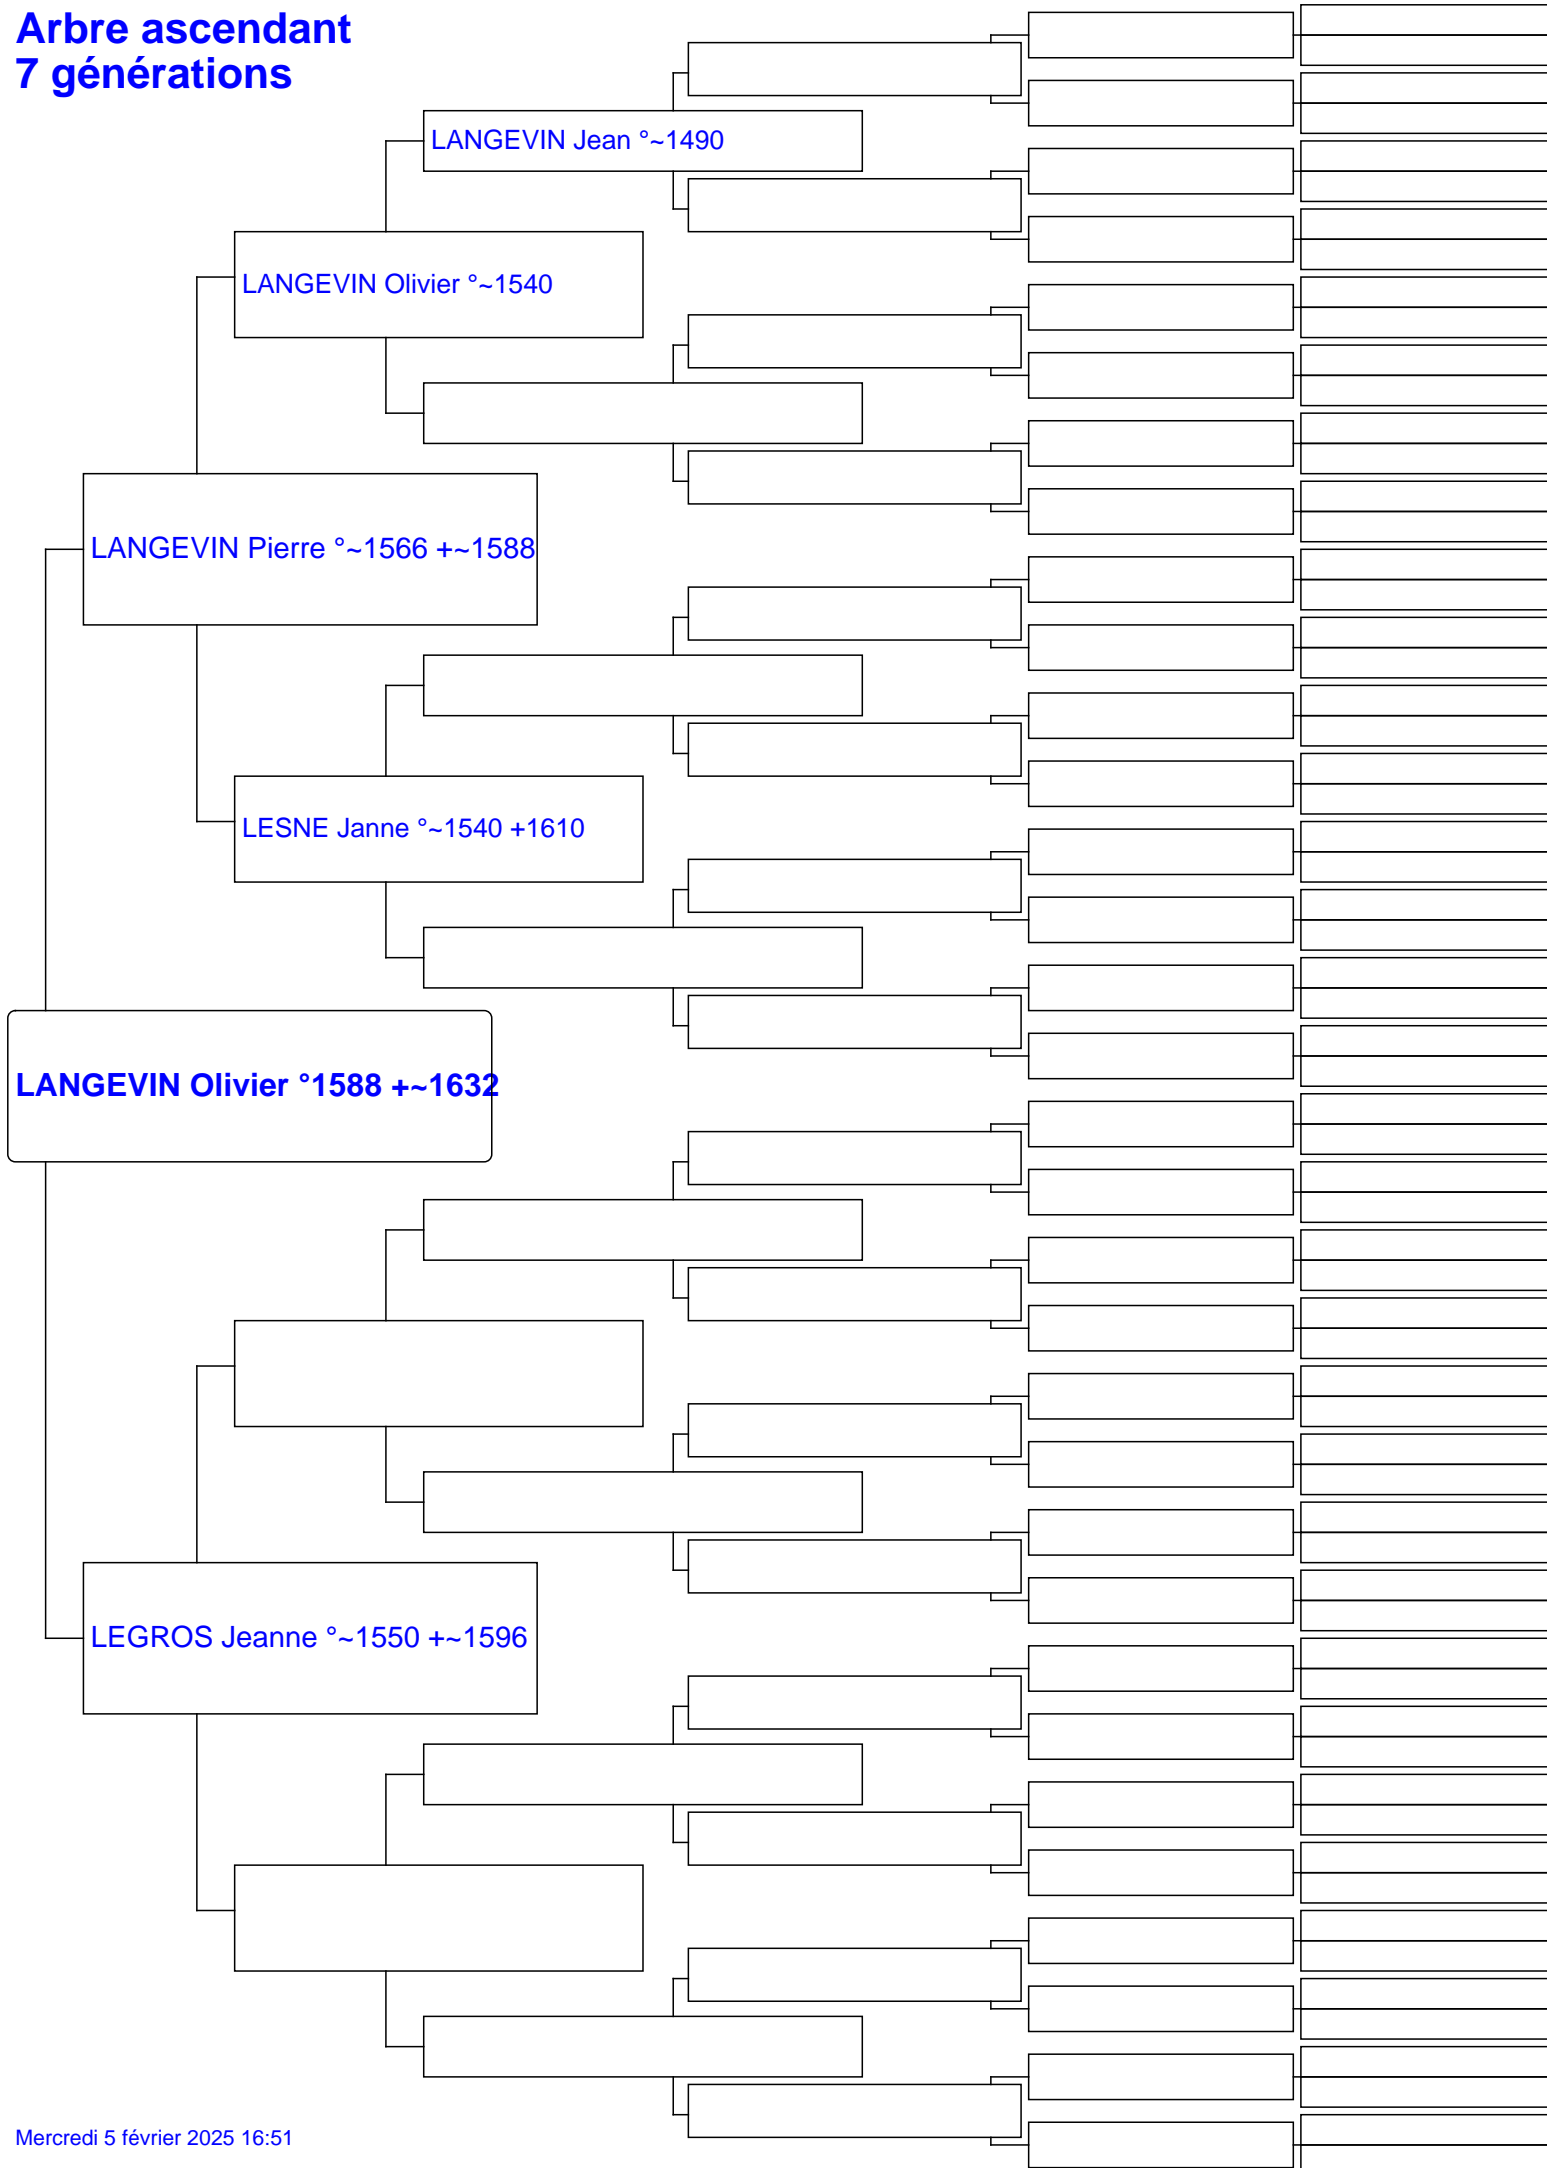 Arbre ascendant
7 générations
LANGEVIN Jean °~1490
LANGEVIN Olivier °~1540
LANGEVIN Pierre °~1566 +~1588
LESNE Janne °~1540 +1610
LANGEVIN Olivier °1588 +~1632
LEGROS Jeanne °~1550 +~1596
Mercredi 5 février 2025 16:51